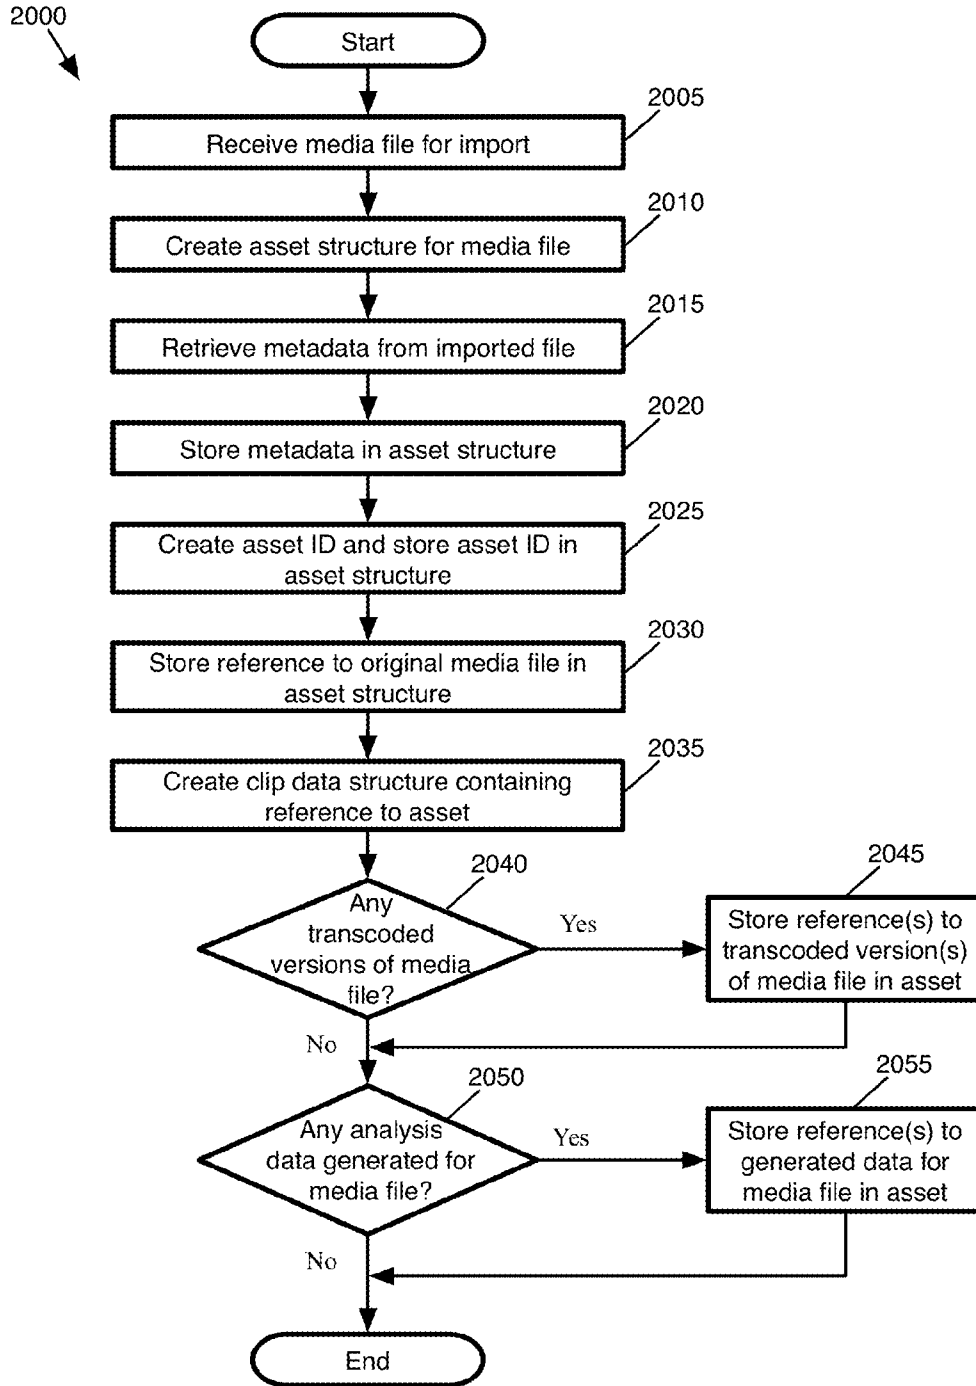 2000
Start
2005
Receive media file for import
2010
Create asset structure for media file
2015
Retrieve metadata from imported file
2020
Store metadata in asset structure
2025
Create asset ID and store asset ID in
asset structure
2030
Store reference to original media file in
asset structure
2035
Create clip data structure containing
reference to asset
2040
Any
transcoded
versions of media
file?
Yes
2045
Store reference(s) to
transcoded version(s)
of media file in asset
No
2050
Any analysis
data generated for
media file?
Yes
2055
Store reference(s) to
generated data for
media file in asset
No
End